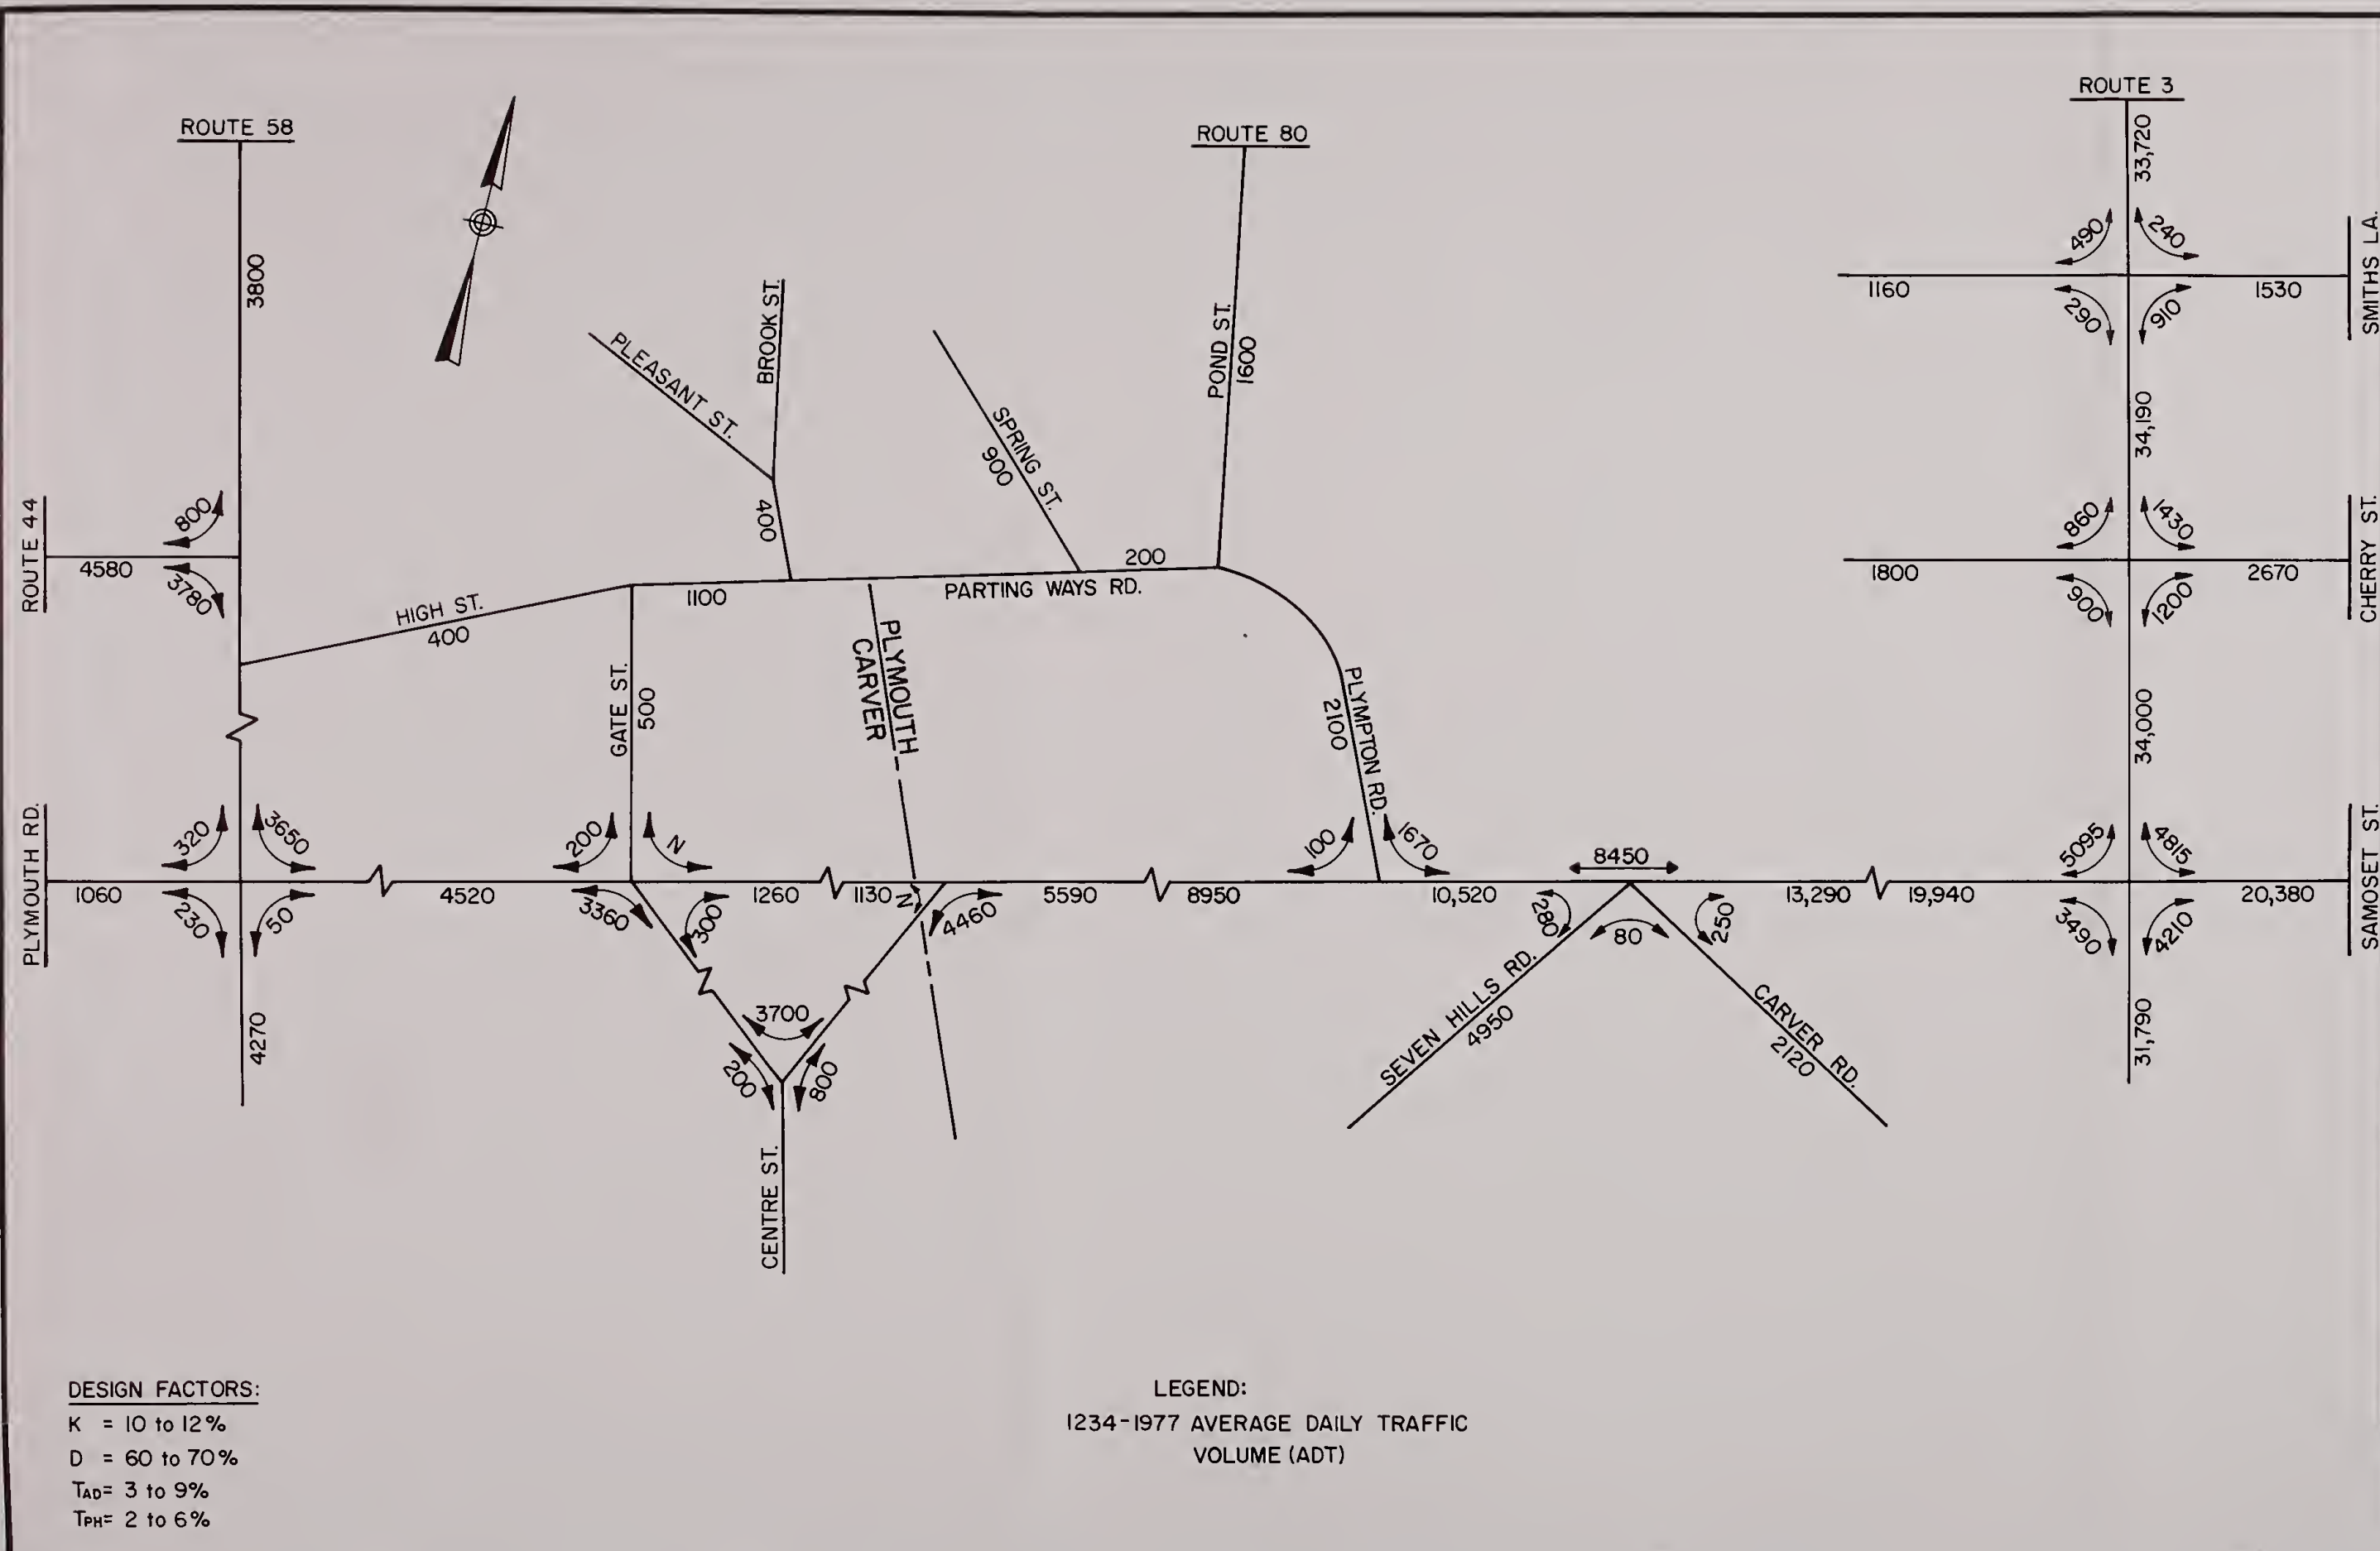 ROUTE 58
ROUTE 80
ROUTE 3
33,720
3800
490
240
SMITHS LA.
1160
1530
290
910
BROOK ST.
PLEASANT ST.
POND ST.
1600
34,190
SPRING ST.
900
400
ROUTE 44
800
4580
3780
860
1430
CHERRY ST.
1800
2670
900
1200
200
1100
PARTING WAYS RD.
HIGH ST.
400
GATE ST.
500
PLYMOUTH
CARVER
PLYMPTON RD.
2100
34,000
PLYMOUTH RD.
320
3650
200
N
100
1670
8450
5095
4815
SAMOSET ST.
1060
4520
1260
1130
N
5590
8950
10,520
13,290
19,940
20,380
230
50
3360
300
4460
280
80
250
3490
4210
4270
3700
200
800
SEVEN HILLS RD.
4950
CARVER RD.
2120
31,790
CENTRE ST.
DESIGN FACTORS:
K = 10 to 12%
D = 60 to 70%
TAD= 3 to 9%
TPH= 2 to 6%
LEGEND:
1234-1977 AVERAGE DAILY TRAFFIC
VOLUME (ADT)